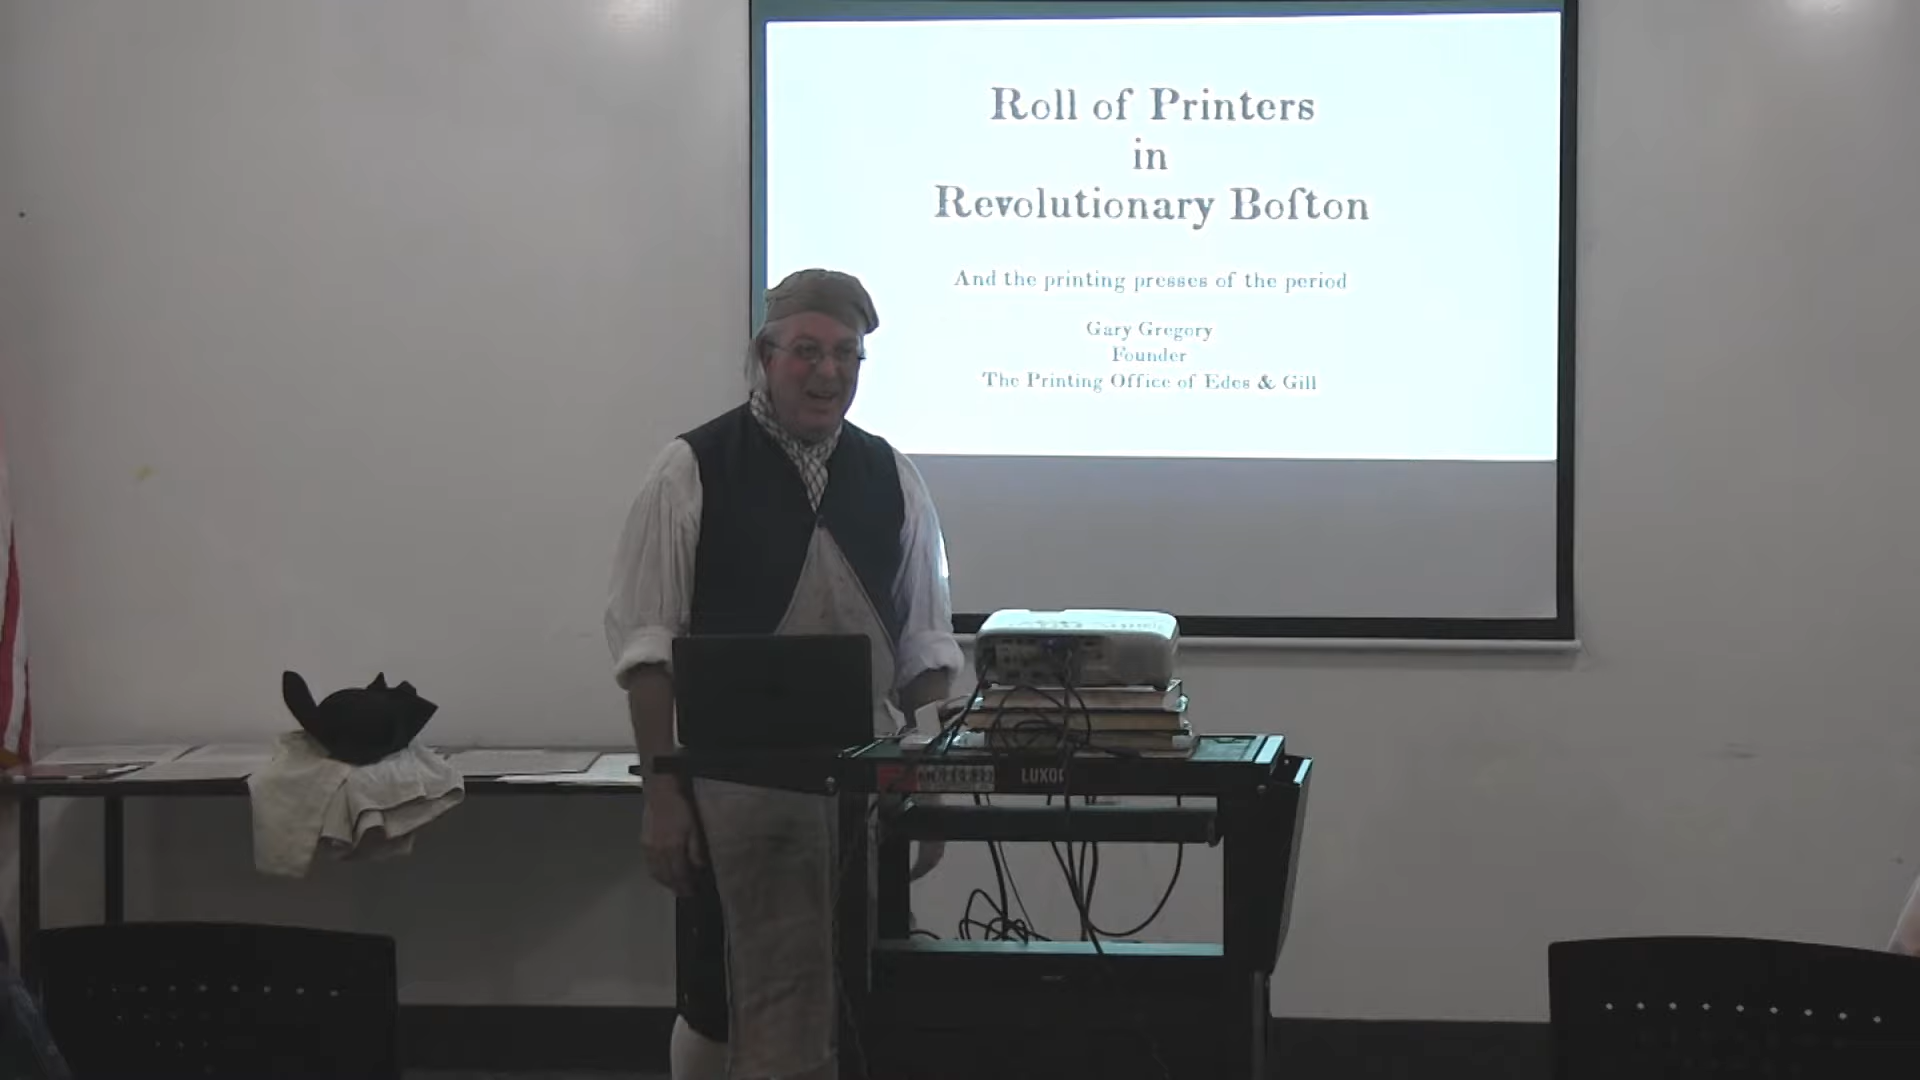 Roll of Printers
in
Revolutionary Boſton
And the printing presses of the period
Gary Gregory
Founder
The Printing Office of Edes & Gill
LUXOR